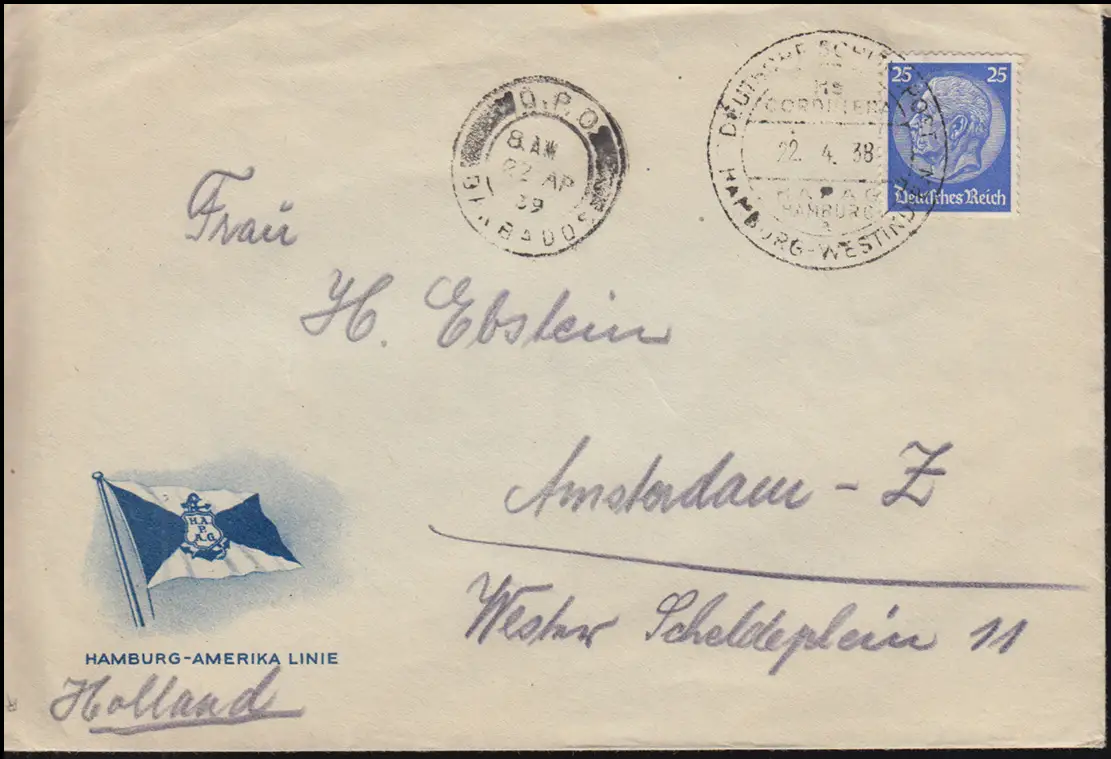 G.P.O
8 AM
22 AP
39
BARBADOS
DEUTSCHE SCHIFFSPOST
MS
CORDILLERA
22. 4. 38
HAPAG
HAMBURG
a
HAMBURG-WESTINDIEN
25 25
Deutsches Reich
Frau
H. Ebstein
Amsterdam - Z
Wester Scheldeplein 11
H.A.
P.
A.G.
HAMBURG-AMERIKA LINIE
Holland